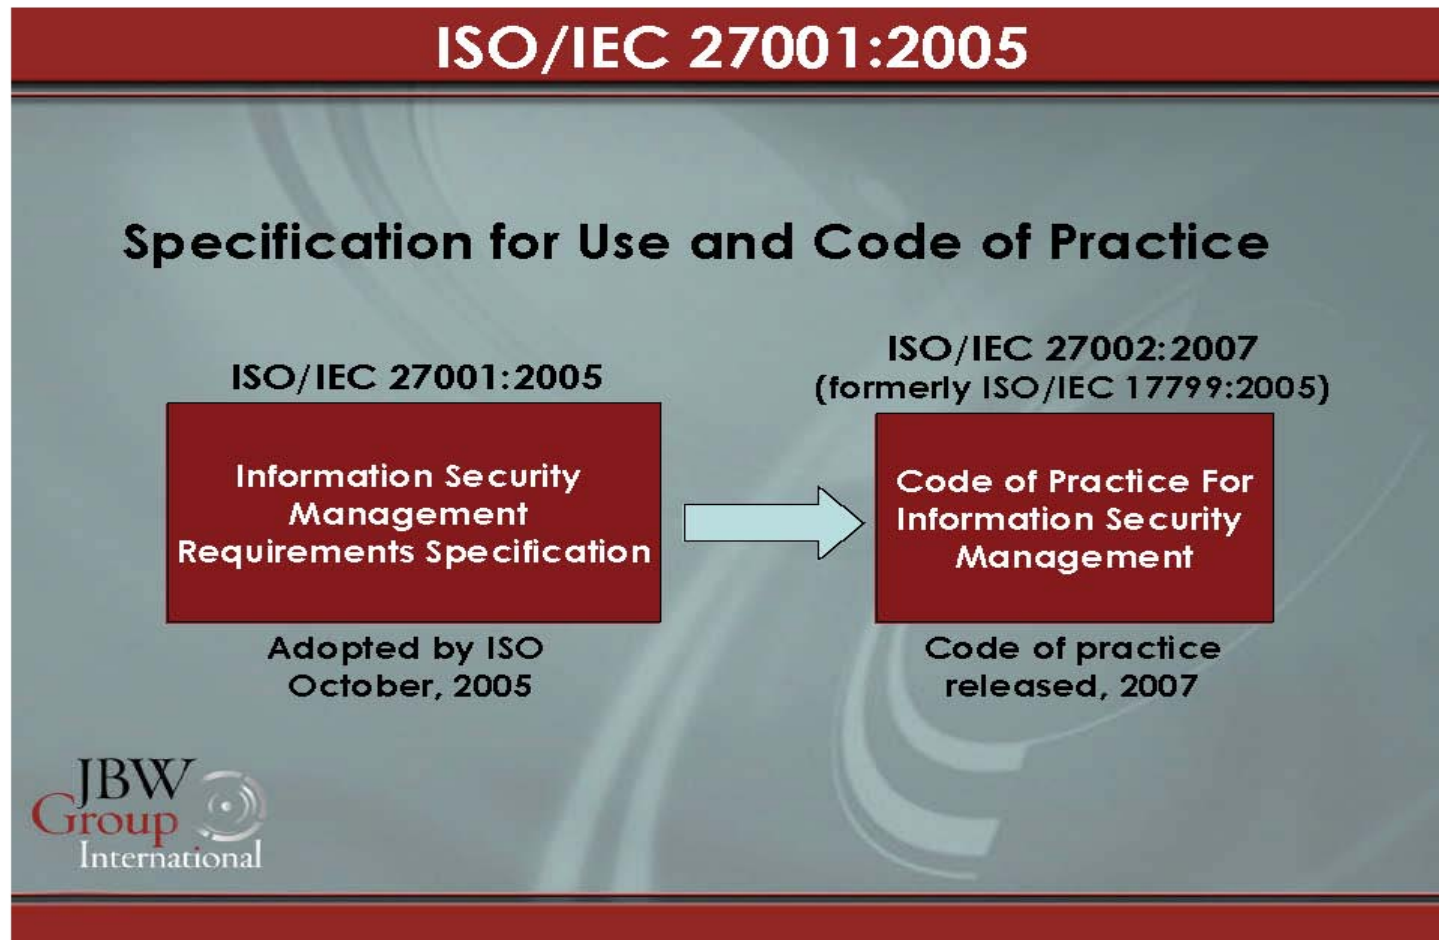 ISO/IEC 27001:2005
Specification for Use and Code of Practice
ISO/IEC 27001:2005
Information Security
Management
Requirements Specification
Adopted by ISO
October, 2005
ISO/IEC 27002:2007
(formerly ISO/IEC 17799:2005)
Code of Practice For
Information Security
Management
Code of practice
released, 2007
JBW
Group
International